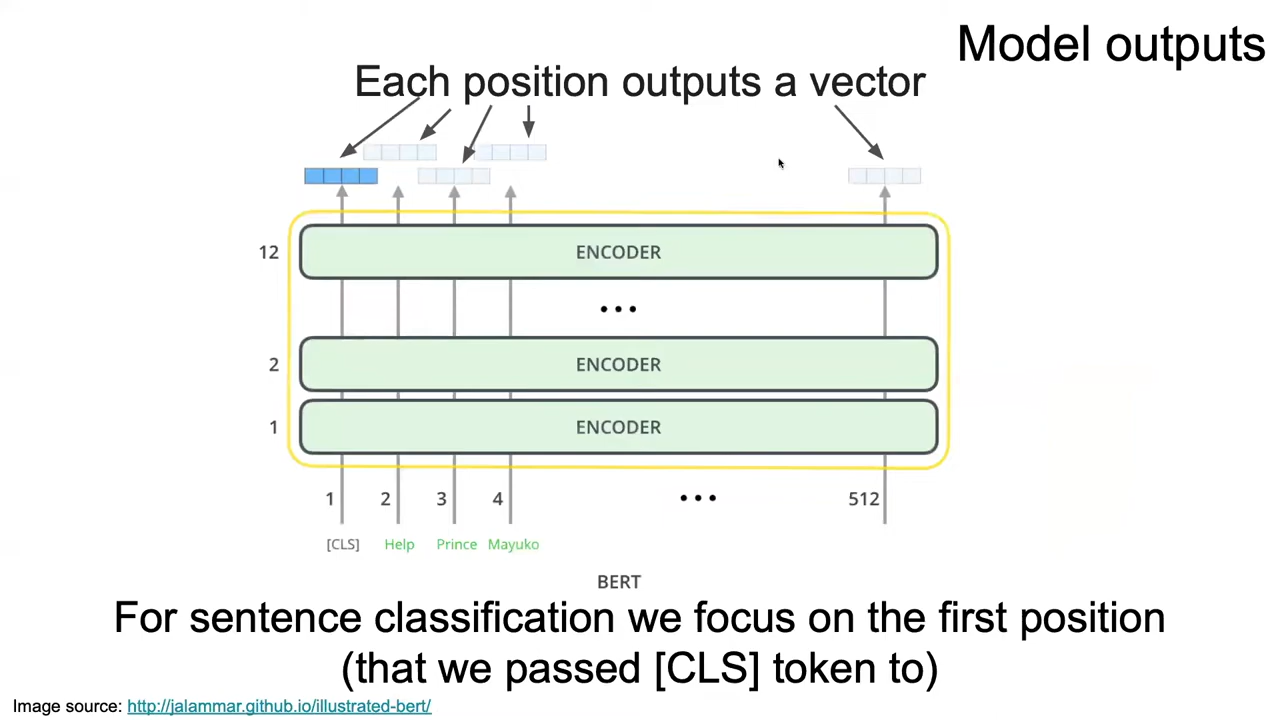 Model outputs
Each position outputs a vector
12 ENCODER
...
2 ENCODER
1 ENCODER
1 2 3 4 ... 512
[CLS] Help Prince Mayuko
BERT
For sentence classification we focus on the first position
(that we passed [CLS] token to)
Image source: http://jalammar.github.io/illustrated-bert/